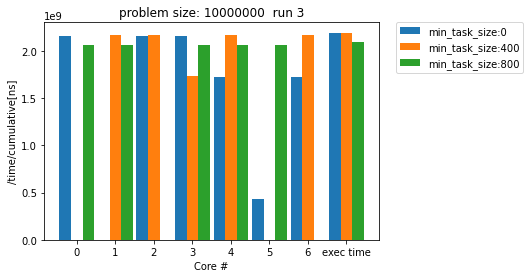 problem size: 10000000 run 3
1e9
2.0
1.5
1.0
0.5
0.0
/time/cumulative[ns]
0 1 2 3 4 5 6 exec time
Core #
min_task_size:0
min_task_size:400
min_task_size:800